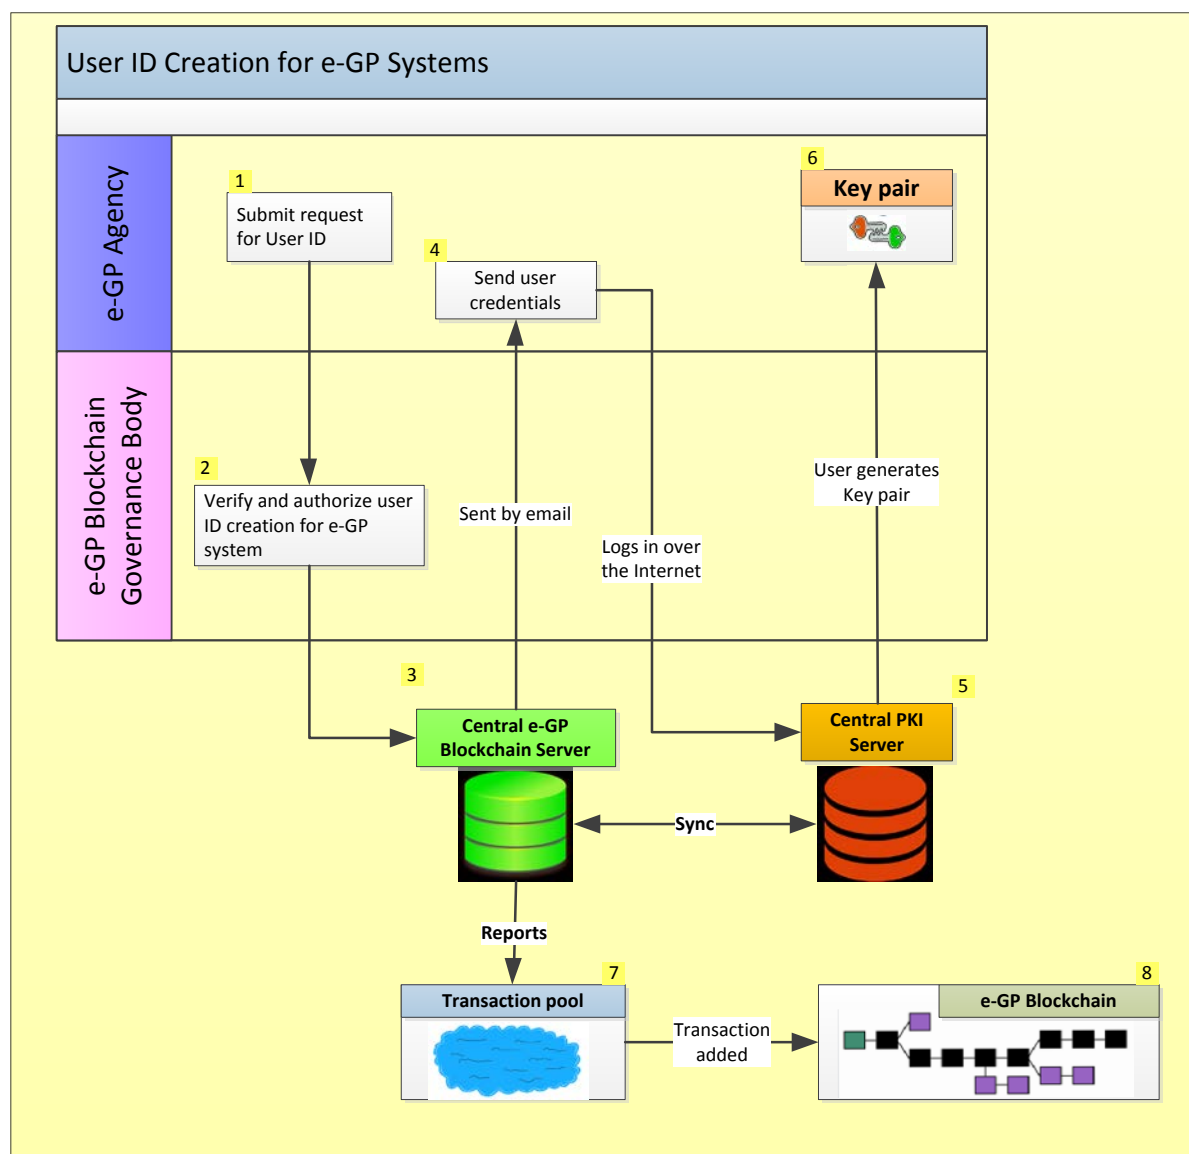 User ID Creation for e-GP Systems
e-GP Agency
1
Submit request
for User ID
4
Send user
credentials
6
Key pair
e-GP Blockchain
Governance Body
2
Verify and authorize user
ID creation for e-GP
system
Sent by email
Logs in over
the Internet
User generates
Key pair
3
Central e-GP
Blockchain Server
5
Central PKI
Server
Sync
Reports
7
Transaction pool
Transaction
added
8
e-GP Blockchain